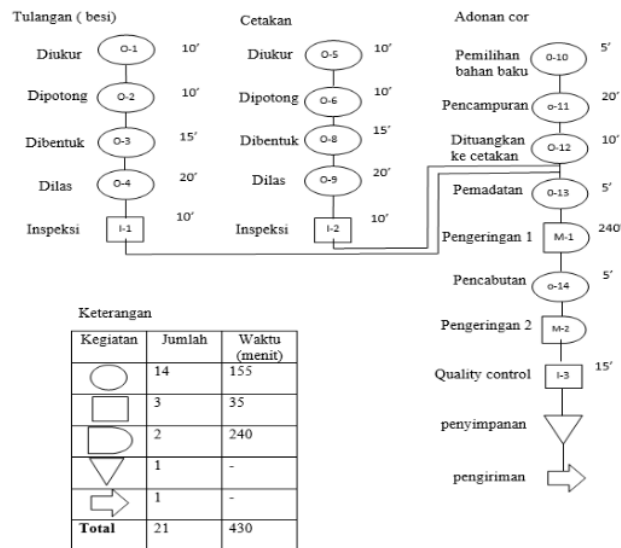 Tulangan ( besi)
Diukur O-1 10'
Dipotong O-2 10'
Dibentuk O-3 15'
Dilas O-4 20'
Inspeksi I-1 10'
Cetakan
Diukur O-5 10'
Dipotong O-6 10'
Dibentuk O-8 15'
Dilas O-9 20'
Inspeksi I-2 10'
Adonan cor
Pemilihan
bahan baku O-10 5'
Pencampuran o-11 20'
Dituangkan
ke cetakan O-12 10'
Pemadatan O-13 5'
Pengeringan 1 M-1 240
Pencabutan o-14 5'
Pengeringan 2 M-2
Quality control I-3 15'
penyimpanan
pengiriman
Keterangan
Kegiatan Jumlah Waktu
(menit)
14 155
3 35
2 240
1 -
1 -
Total 21 430